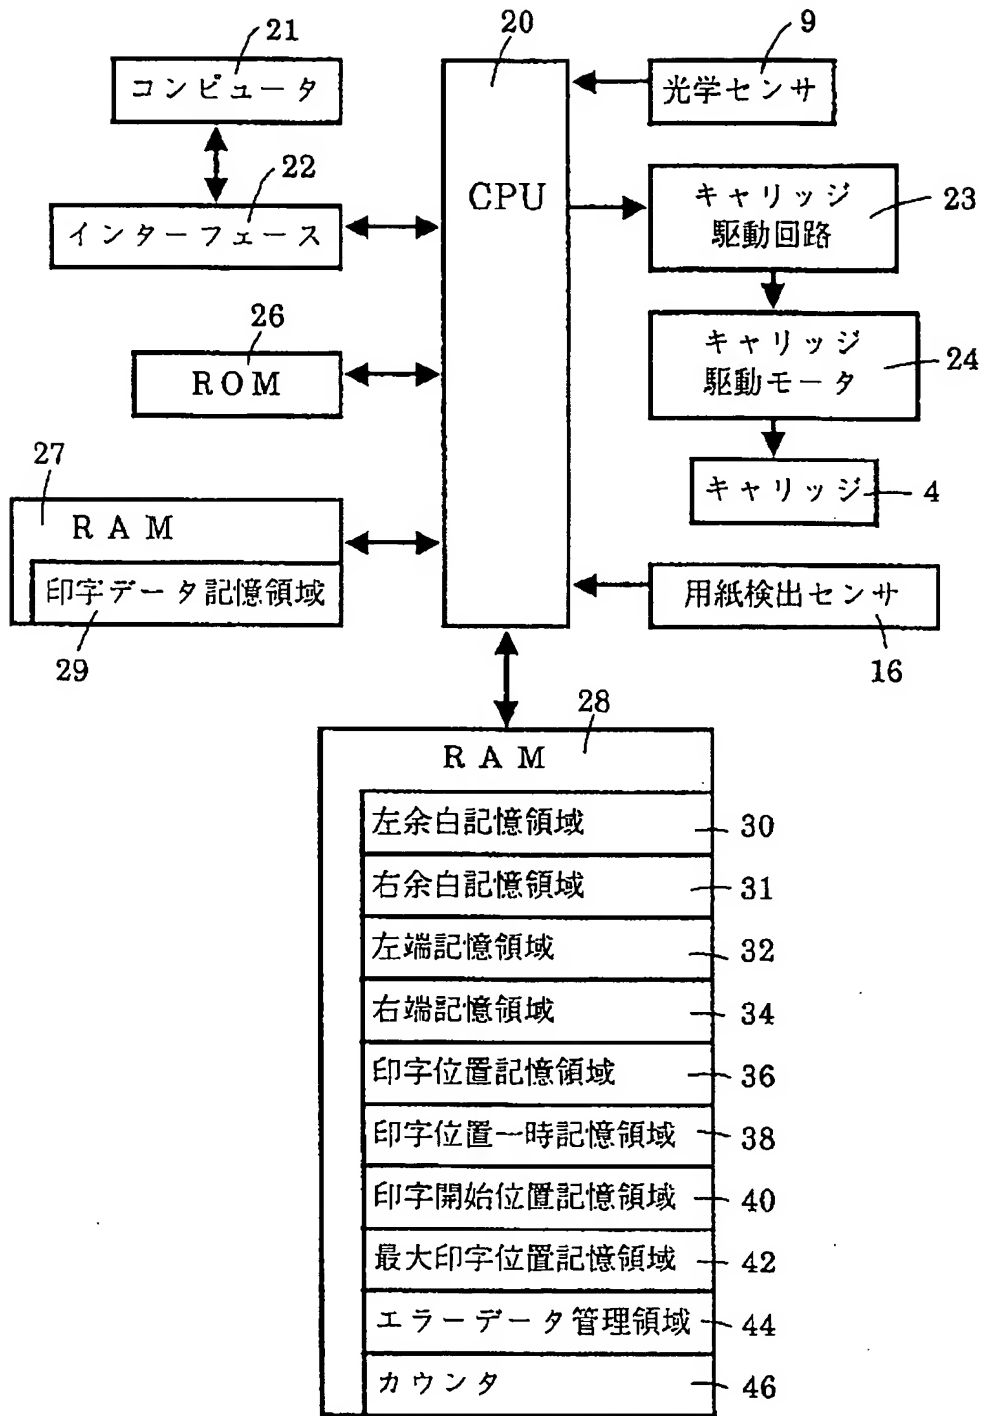 21
コンピュータ
22
インターフェース
26
ROM
27
RAM
印字データ記憶領域
29
20
CPU
9
光学センサ
キャリッジ
駆動回路
23
キャリッジ
駆動モータ
24
キャリッジ
4
用紙検出センサ
16
28
RAM
左余白記憶領域
30
右余白記憶領域
31
左端記憶領域
32
右端記憶領域
34
印字位置記憶領域
36
印字位置一時記憶領域
38
印字開始位置記憶領域
40
最大印字位置記憶領域
42
エラーデータ管理領域
44
カウンタ
46